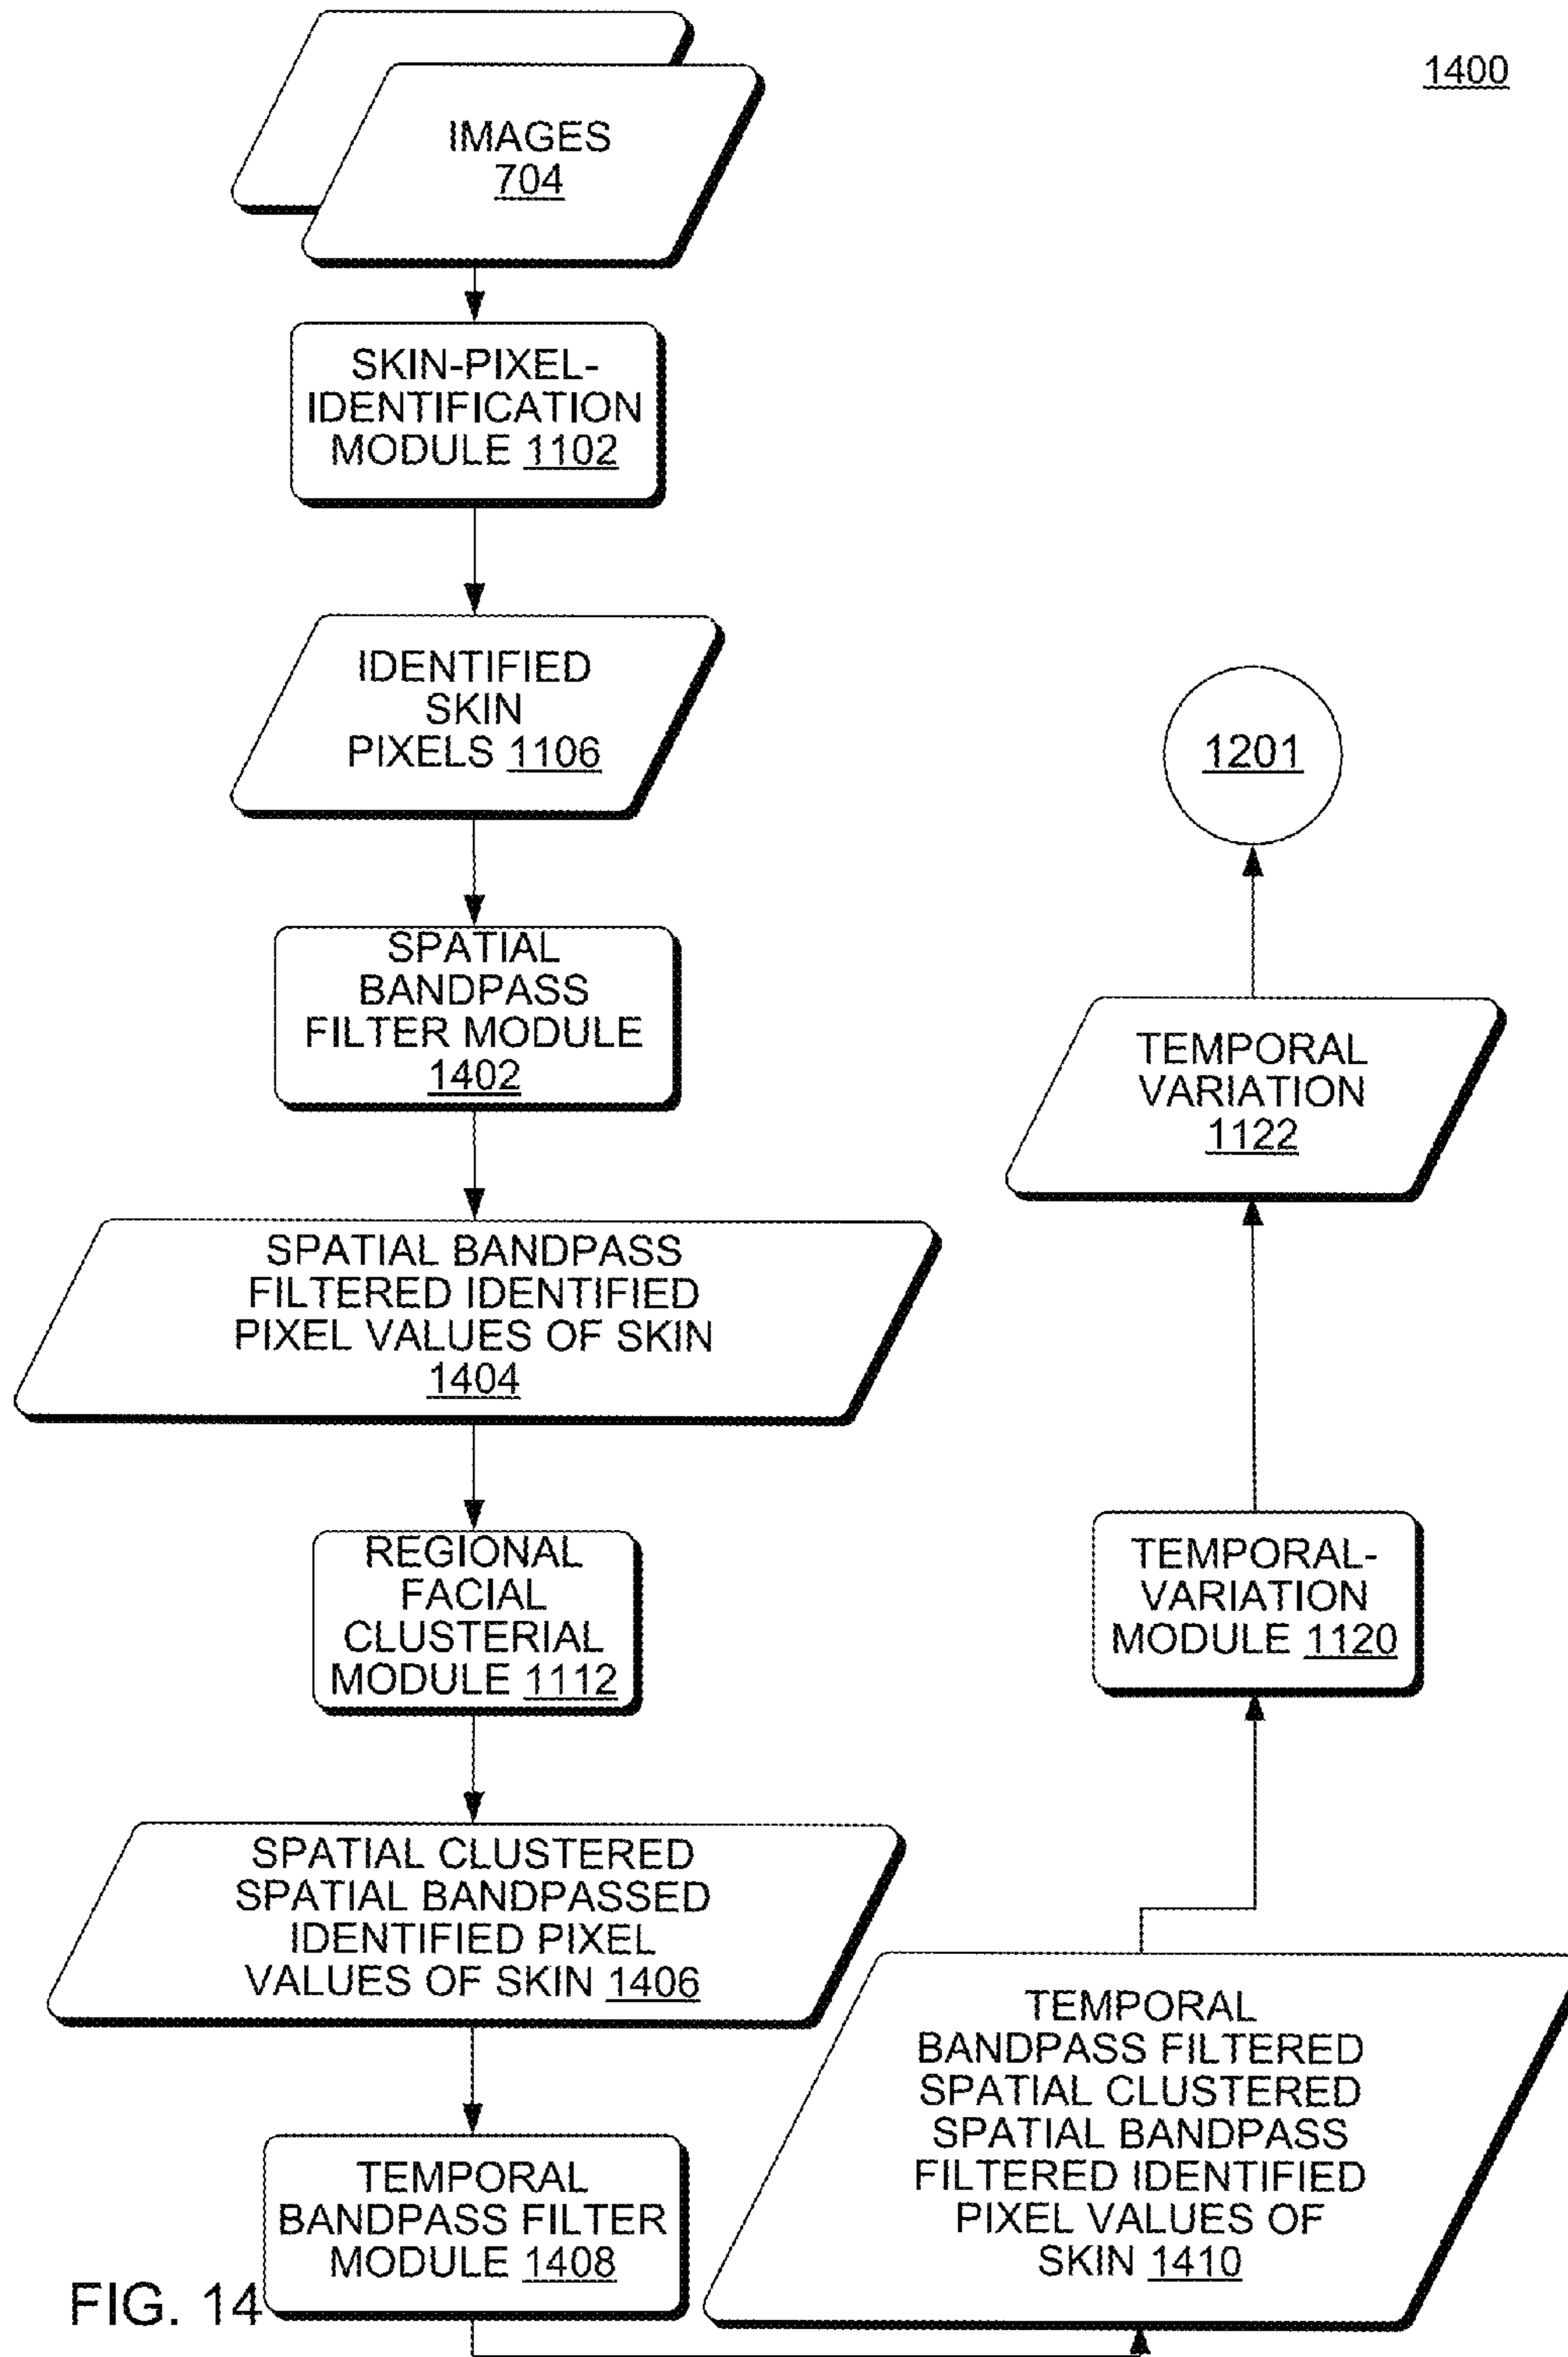 1400
IMAGES
704
SKIN-PIXEL-
IDENTIFICATION
MODULE 1102
IDENTIFIED
SKIN
PIXELS 1106
SPATIAL
BANDPASS
FILTER MODULE
1402
SPATIAL BANDPASS
FILTERED IDENTIFIED
PIXEL VALUES OF SKIN
1404
REGIONAL
FACIAL
CLUSTERIAL
MODULE 1112
SPATIAL CLUSTERED
SPATIAL BANDPASSED
IDENTIFIED PIXEL
VALUES OF SKIN 1406
TEMPORAL
BANDPASS FILTER
MODULE 1408
TEMPORAL
BANDPASS FILTERED
SPATIAL CLUSTERED
SPATIAL BANDPASS
FILTERED IDENTIFIED
PIXEL VALUES OF
SKIN 1410
TEMPORAL-
VARIATION
MODULE 1120
TEMPORAL
VARIATION
1122
1201
FIG. 14